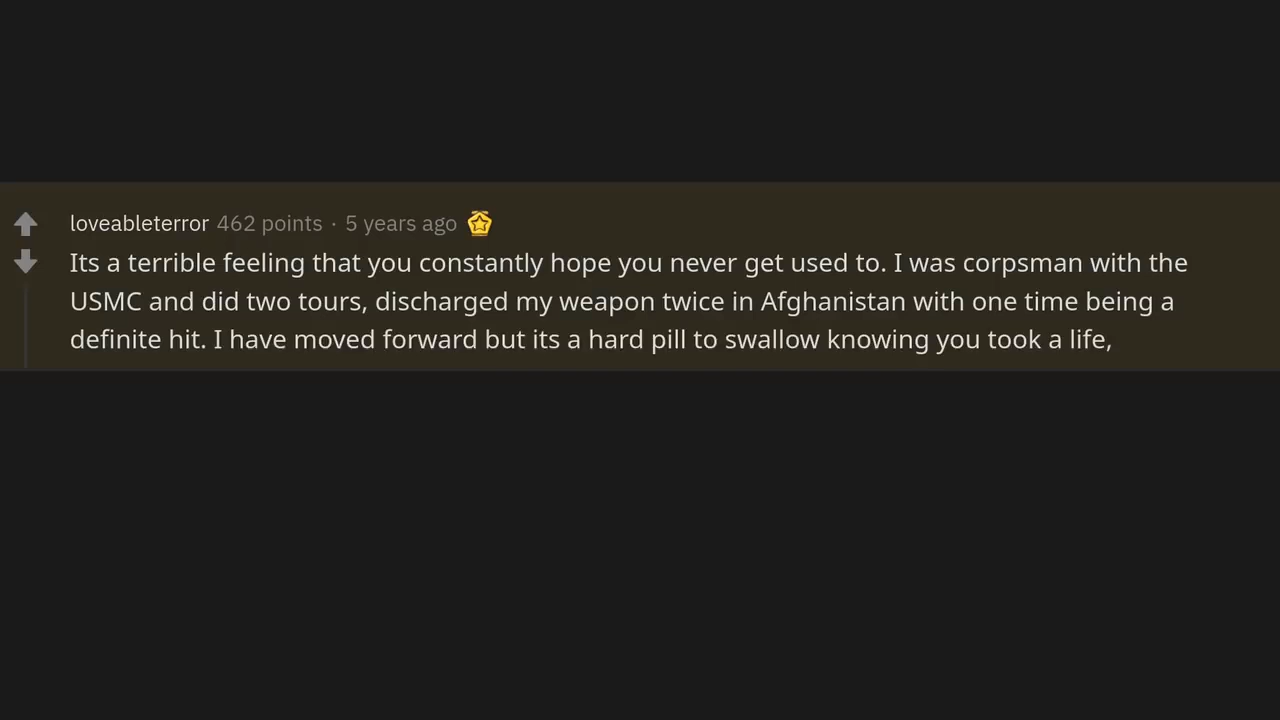 loveableterror 462 points · 5 years ago
Its a terrible feeling that you constantly hope you never get used to. I was corpsman with the
USMC and did two tours, discharged my weapon twice in Afghanistan with one time being a
definite hit. I have moved forward but its a hard pill to swallow knowing you took a life,